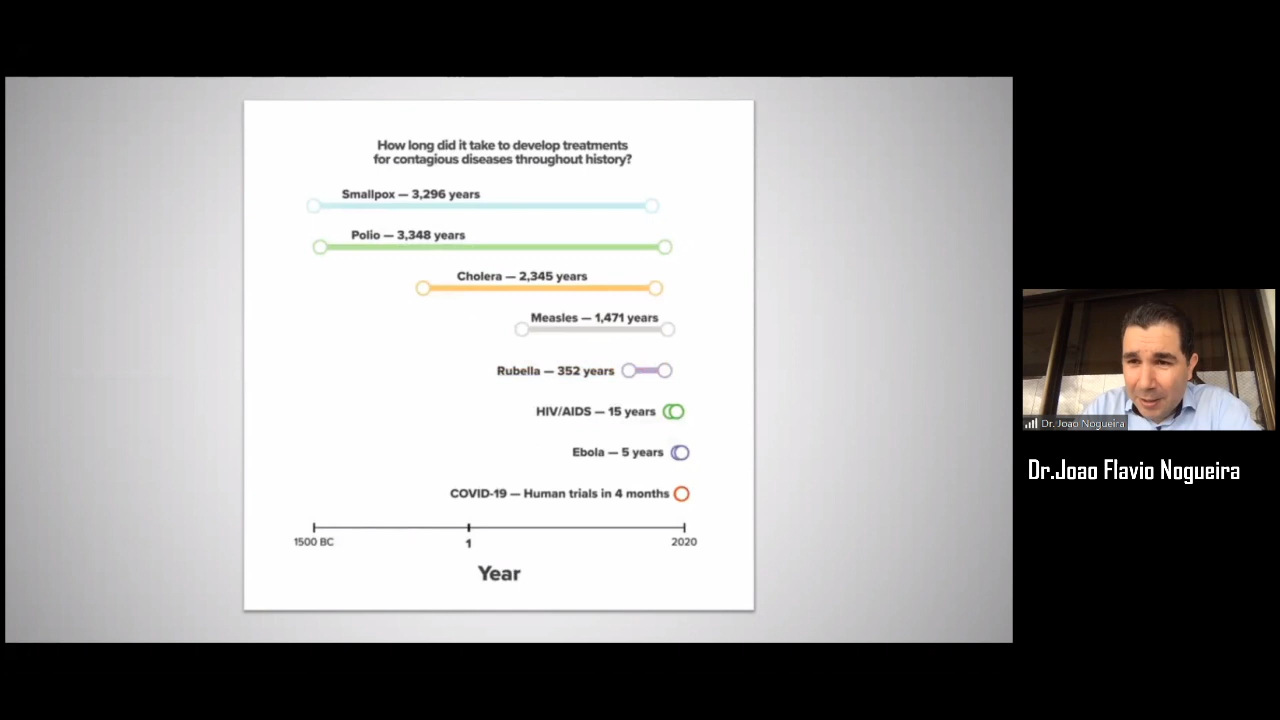 How long did it take to develop treatments
for contagious diseases throughout history?
Smallpox — 3,296 years
Polio — 3,348 years
Cholera — 2,345 years
Measles — 1,471 years
Rubella — 352 years
HIV/AIDS — 15 years
Ebola — 5 years
COVID-19 — Human trials in 4 months
1500 BC
1
2020
Year
Dr. Joao Nogueira
Dr.Joao Flavio Nogueira